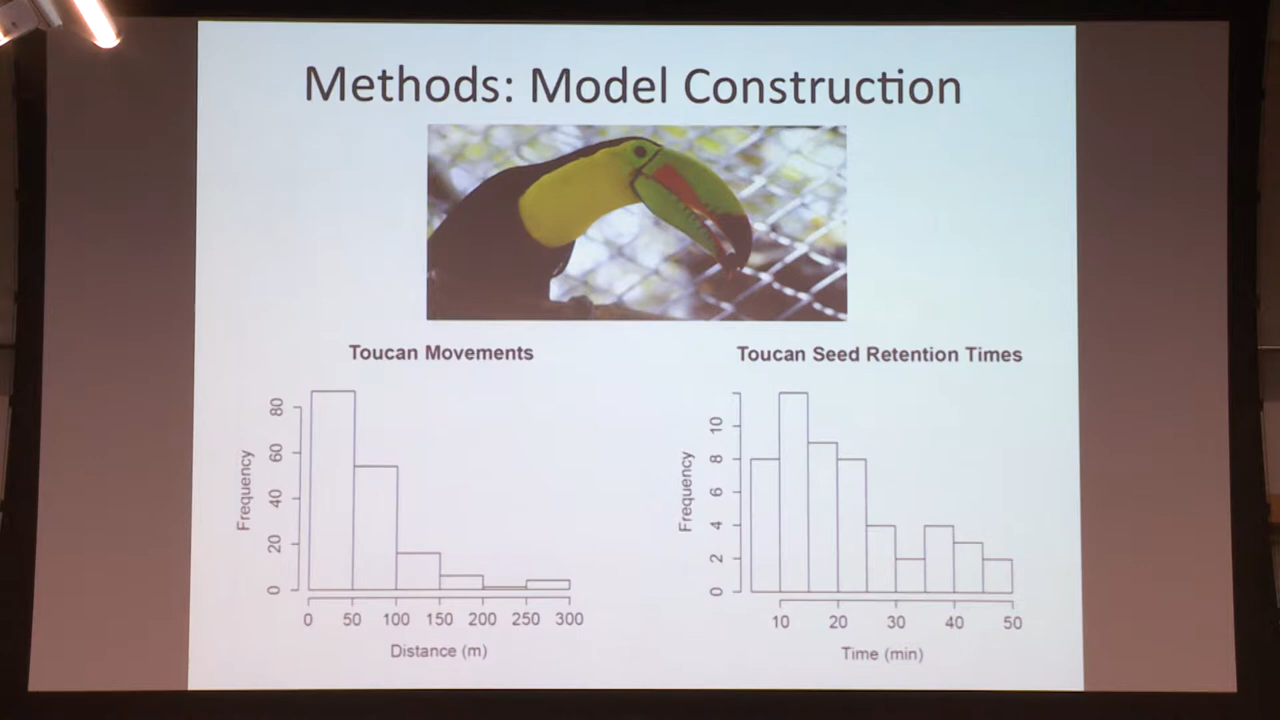 Methods: Model Construction
Toucan Movements
Frequency
0
20
40
60
80
0 50 100 150 200 250 300
Distance (m)
Toucan Seed Retention Times
Frequency
0
2
4
6
8
10
10 20 30 40 50
Time (min)